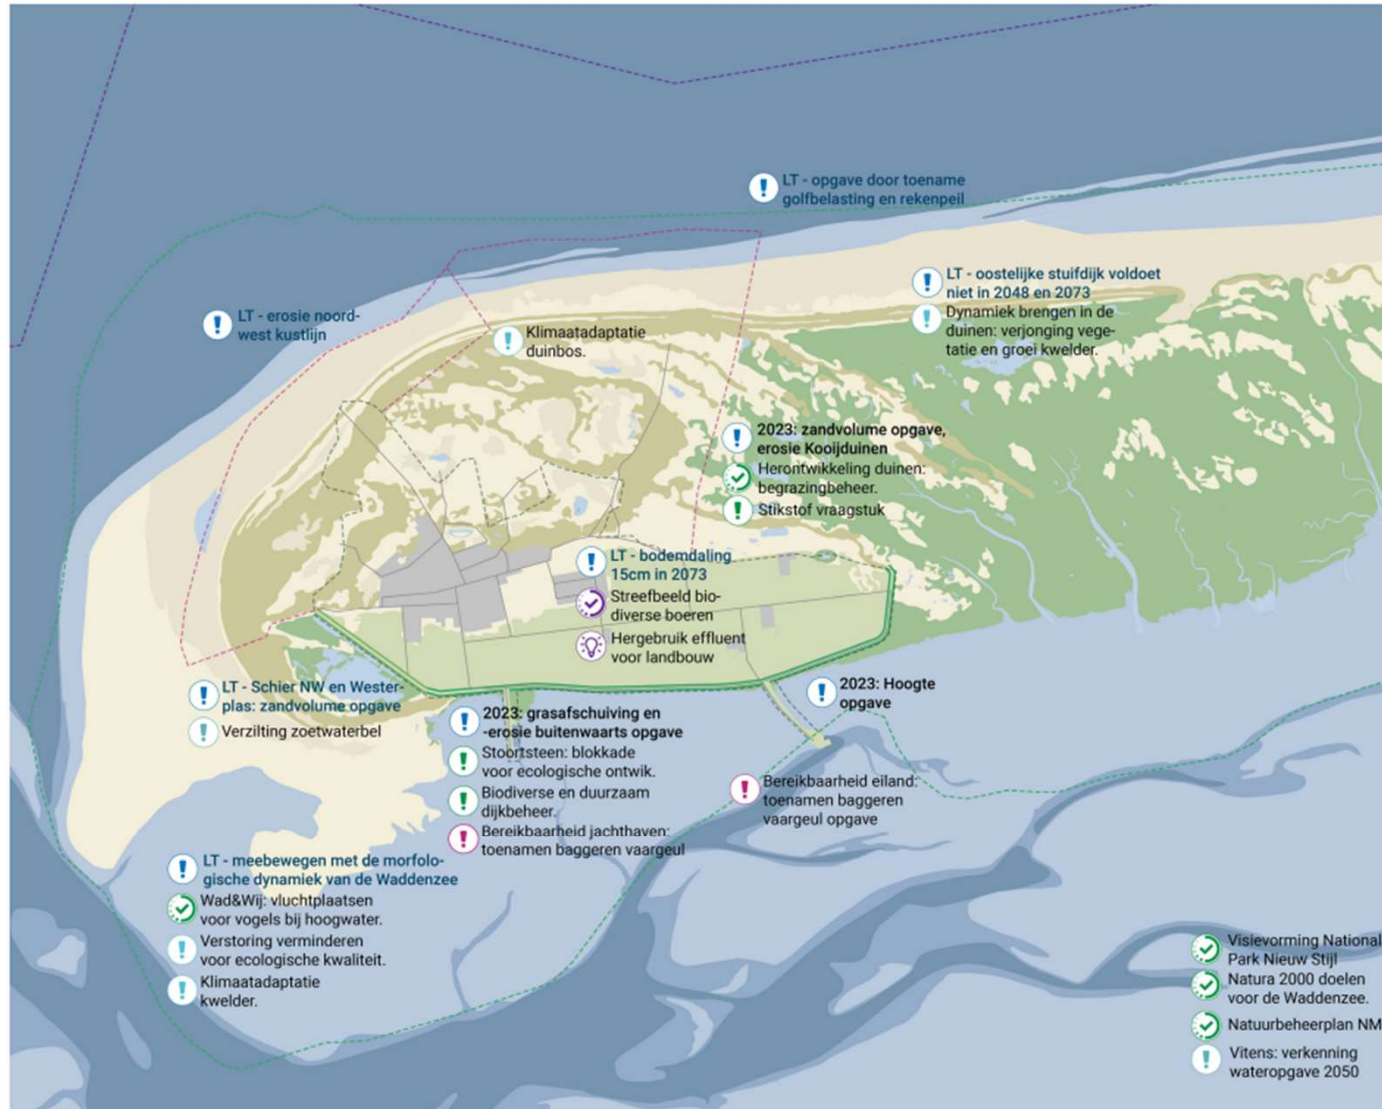 LT - opgave door toename
golfbelasting en rekenpeil
LT - oostelijke stuifdijk voldoet
niet in 2048 en 2073
Dynamiek brengen in de
duinen: verjonging vege-
tatie en groei kwelder.
LT - erosie noord-
west kustlijn
Klimaatadaptatie
duinbos.
2023: zandvolume opgave,
erosie Kooijduinen
Herontwikkeling duinen:
begrazingbeheer.
Stikstof vraagstuk
LT - bodemdaling
15cm in 2073
Streefbeeld bio-
diverse boeren
Hergebruik effluent
voor landbouw
LT - Schier NW en Wester-
plas: zandvolume opgave
Verzilting zoetwaterbel
2023: grasafschuiving en
-erosie buitenwaarts opgave
Stoortsteen: blokkade
voor ecologische ontwik.
Biodiverse en duurzaam
dijkbeheer.
Bereikbaarheid jachthaven:
toenamen baggeren vaargeul
2023: Hoogte
opgave
Bereikbaarheid eiland:
toenamen baggeren
vaargeul opgave
LT - meebewegen met de morfolo-
gische dynamiek van de Waddenzee
Wad&Wij: vluchtplaatsen
voor vogels bij hoogwater.
Verstoring verminderen
voor ecologische kwaliteit.
Klimaatadaptatie
kwelder.
Visievorming National
Park Nieuw Stijl
Natura 2000 doelen
voor de Waddenzee.
Natuurbeheerplan NM
Vitens: verkenning
wateropgave 2050